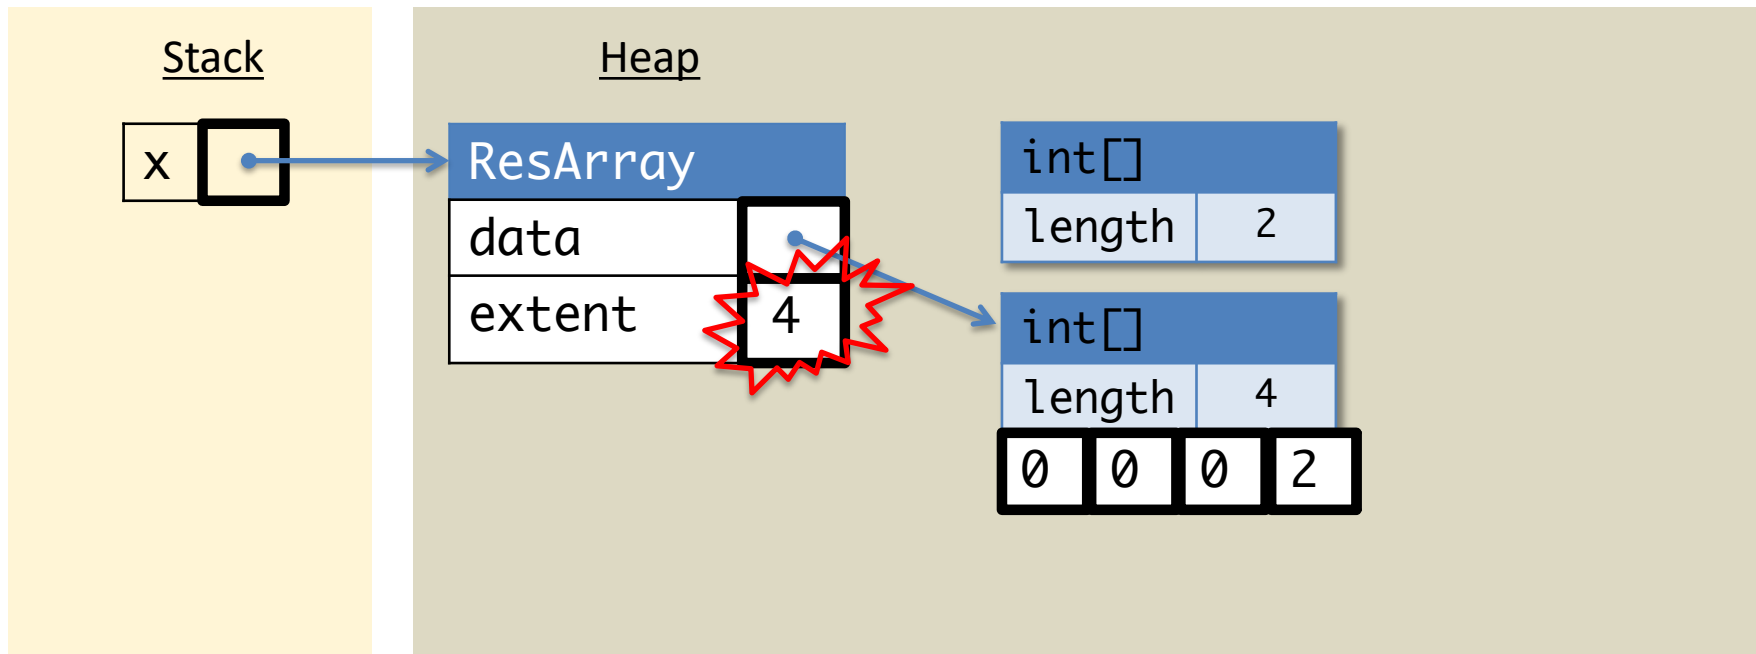 Stack
Heap
x
ResArray
data
extent 4
int[]
length 2
int[]
length 4
0 0 0 2